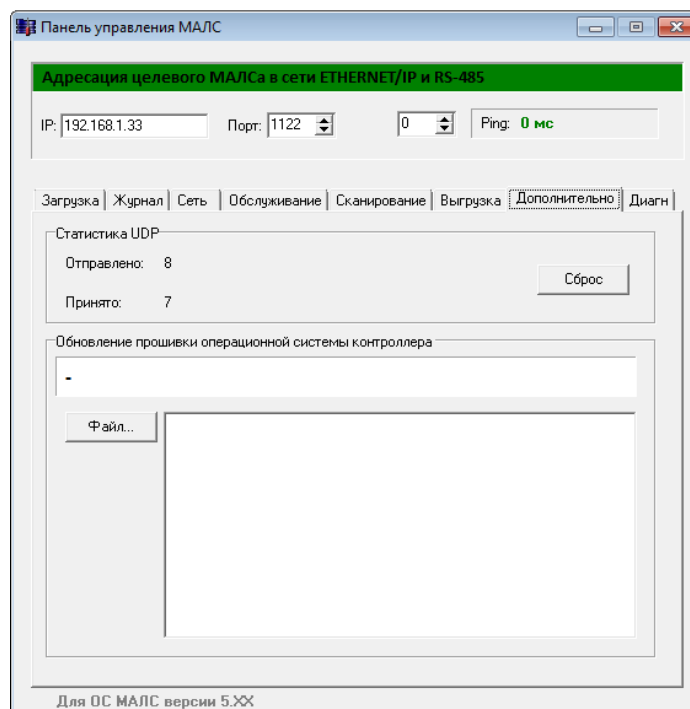 Панель управления МАЛС
Адресация целевого МАЛСа в сети ETHERNET/IP и RS-485
IP: 192.168.1.33 Порт: 1122 0 Ping: 0 мс
Загрузка Журнал Сеть Обслуживание Сканирование Выгрузка Дополнительно Диагн
Статистика UDP
Отправлено: 8
Сброс
Принято: 7
Обновление прошивки операционной системы контроллера
-
Файл...
Для ОС МАЛС версии 5.XX